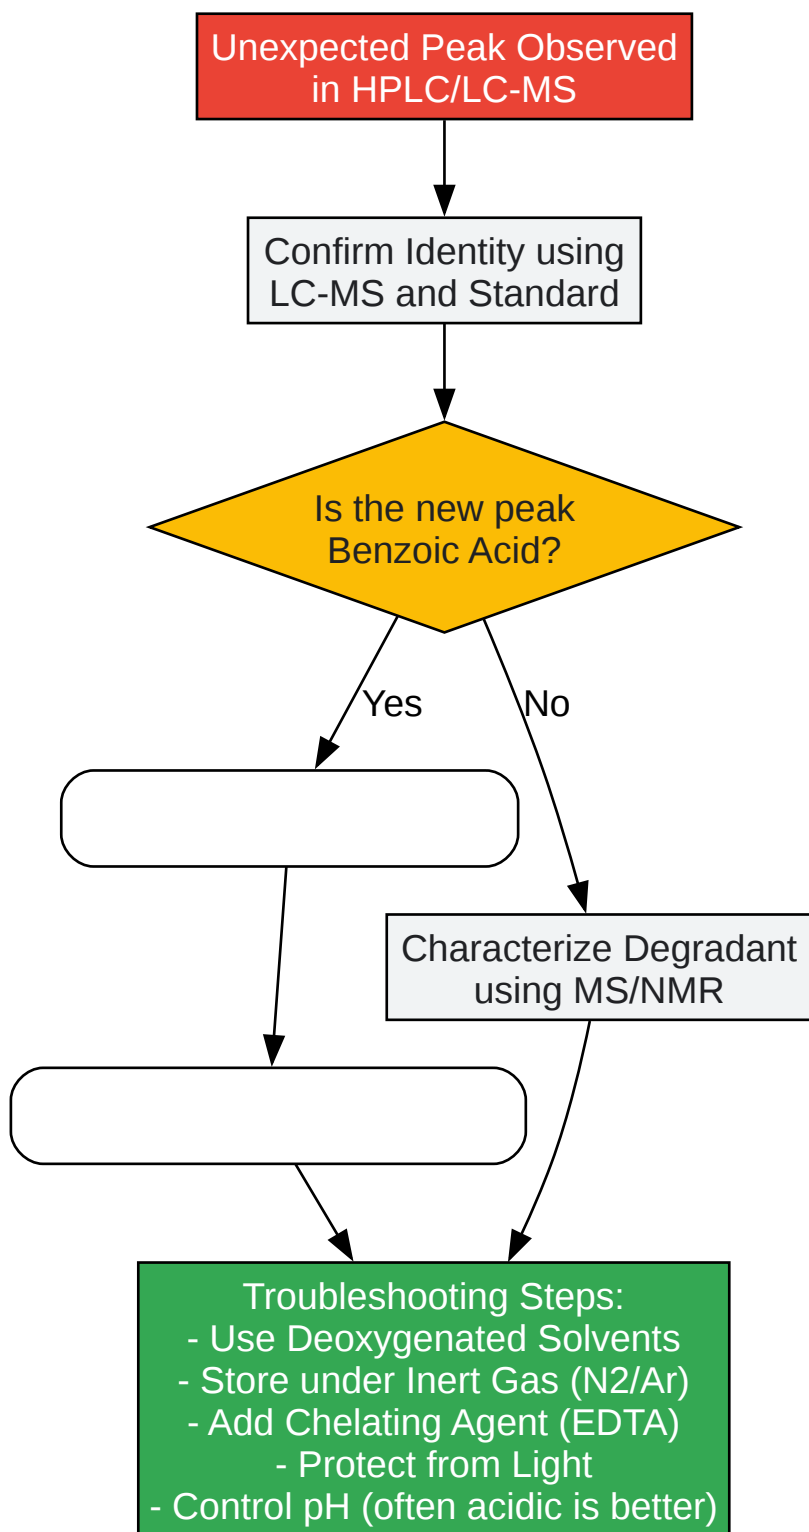 Unexpected Peak Observed
in HPLC/LC-MS
Confirm Identity using
LC-MS and Standard
Is the new peak
Benzoic Acid?
Yes
No
Characterize Degradant
using MS/NMR
Troubleshooting Steps:
- Use Deoxygenated Solvents
- Store under Inert Gas (N2/Ar)
- Add Chelating Agent (EDTA)
- Protect from Light
- Control pH (often acidic is better)